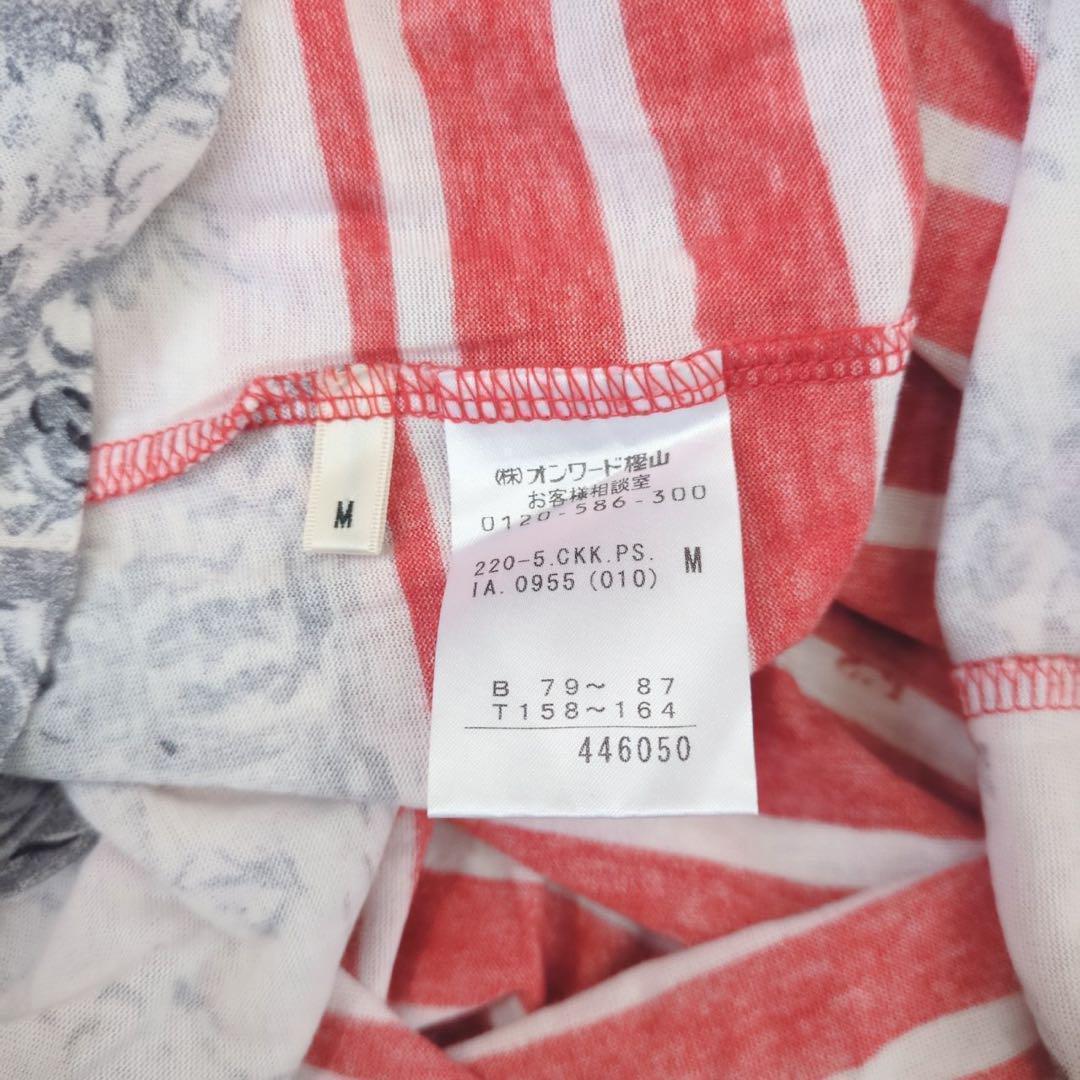 M
(株)オンワード樫山
お客様相談室
0120-586-300
220-5.CKK.PS.
IA.0955(010) M
B 79～ 87
T158～164
446050